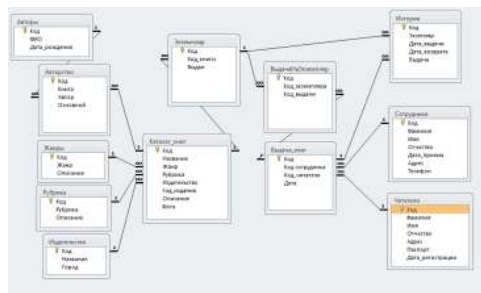 Авторы
Код
ФИО
Дата_рождения
Авторство
Код
Книга
Автор
Основной
Жанры
Код
Жанр
Описание
Рубрика
Код
Рубрика
Описание
Издательство
Код
Название
Город
Экземпляр
Код
Код_книги
Выдан
Каталог_книг
Код
Название
Жанр
Рубрика
Издательство
Год_издания
Описание
Фото
Код
Код_экземпляра
Код_выдачи
Выдача_книг
Код
Код_сотрудника
Код_читателя
Дата
История
Код
Экземпляр
Дата_выдачи
Дата_возврата
Выдача
Сотрудники
Код
Фамилия
Имя
Отчество
Дата_приема
Адрес
Телефон
Читатели
Код
Фамилия
Имя
Отчество
Адрес
Паспорт
Дата_регистрации